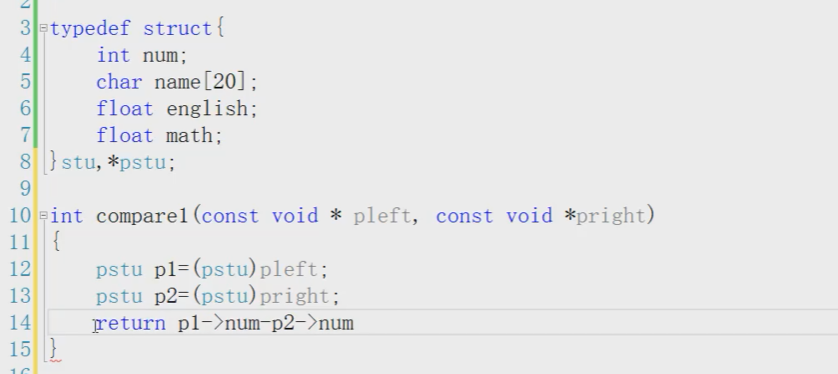 2
3 typedef struct{
4     int num;
5     char name[20];
6     float english;
7     float math;
8 }stu,*pstu;
9
10 int compare1(const void * pleft, const void *pright)
11 {
12     pstu p1=(pstu)pleft;
13     pstu p2=(pstu)pright;
14     return p1->num-p2->num
15 }
16